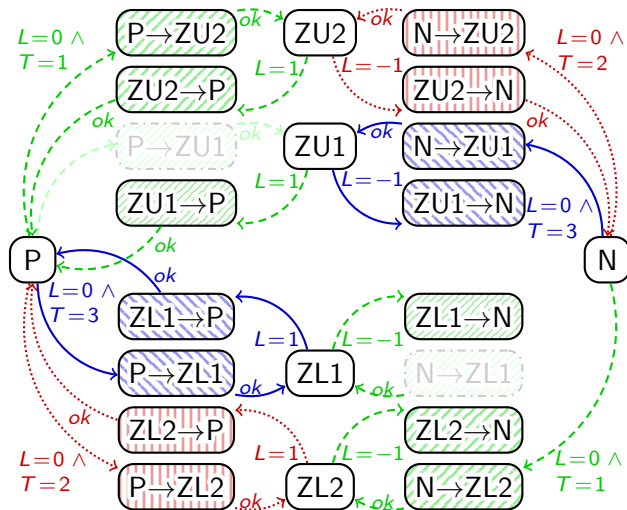 P→ZU2 ok ZU2 ok N→ZU2
L=0 ∧
T=1
L=0 ∧
T=2
ZU2→P L=1 L=−1 ZU2→N
ok ok
P→ZU1 ok ZU1 ok N→ZU1
ZU1→P L=1 L=−1 ZU1→N
L=0 ∧
T=3
ok
P N
ok
L=0 ∧
T=3
ZL1→P L=1 L=−1 ZL1→N
P→ZL1 ok ZL1 ok N→ZL1
ok
ZL2→P L=1 L=−1 ZL2→N
L=0 ∧
T=2
L=0 ∧
T=1
P→ZL2 ok ZL2 ok N→ZL2